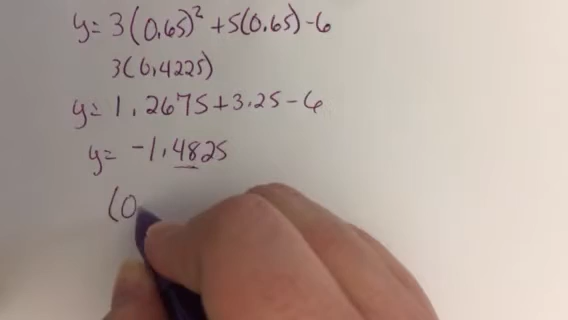 y = 3(0.65)² + 5(0.65) - 6
3(0.4225)
y = 1.2675 + 3.25 - 6
y = -1.4825
(0